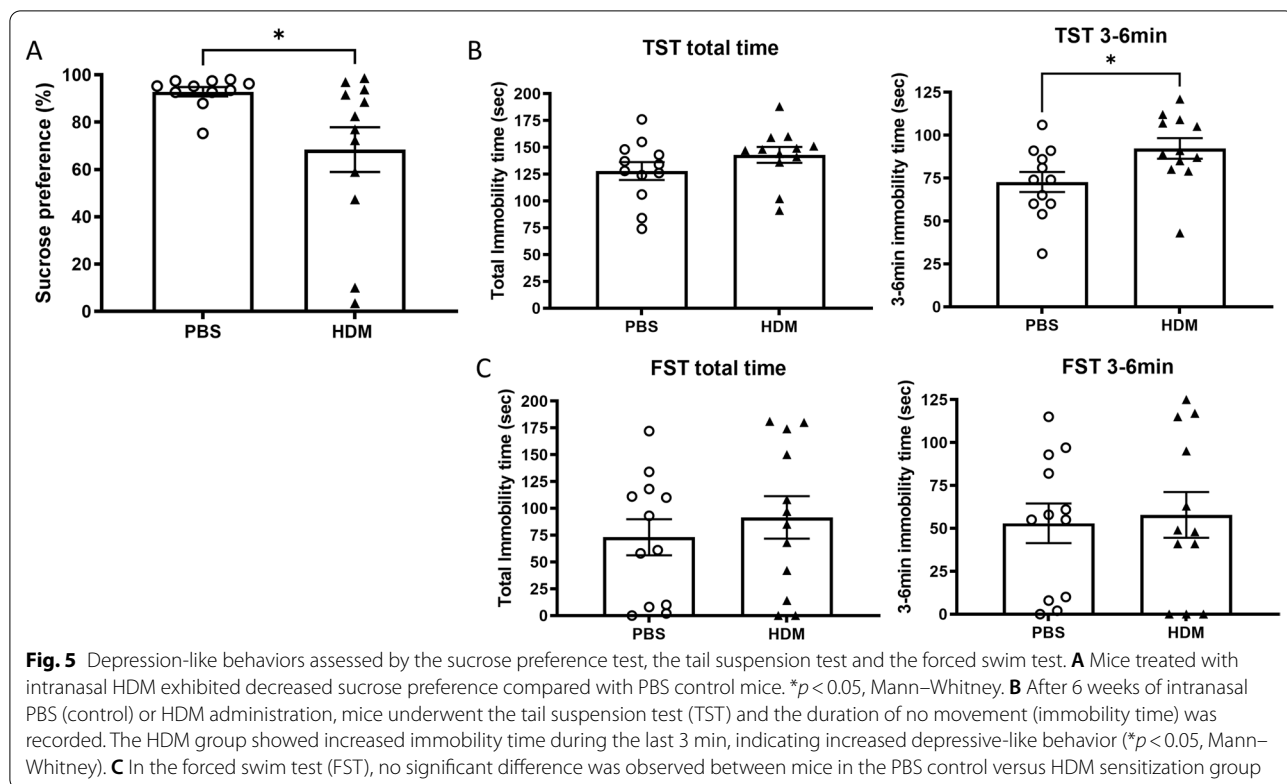 A
*
Sucrose preference (%)
100
80
60
40
20
0
PBS HDM
B
TST total time
Total Immobility time (sec)
200
175
150
125
100
75
50
25
0
PBS HDM
TST 3-6min
*
3-6min immobility time (sec)
125
100
75
50
25
0
PBS HDM
C
FST total time
Total Immobility time (sec)
200
175
150
125
100
75
50
25
0
PBS HDM
FST 3-6min
3-6min immobility time (sec)
125
100
75
50
25
0
PBS HDM
Fig. 5 Depression-like behaviors assessed by the sucrose preference test, the tail suspension test and the forced swim test. A Mice treated with
intranasal HDM exhibited decreased sucrose preference compared with PBS control mice. *p < 0.05, Mann–Whitney. B After 6 weeks of intranasal
PBS (control) or HDM administration, mice underwent the tail suspension test (TST) and the duration of no movement (immobility time) was
recorded. The HDM group showed increased immobility time during the last 3 min, indicating increased depressive-like behavior (*p < 0.05, Mann–
Whitney). C In the forced swim test (FST), no significant difference was observed between mice in the PBS control versus HDM sensitization group